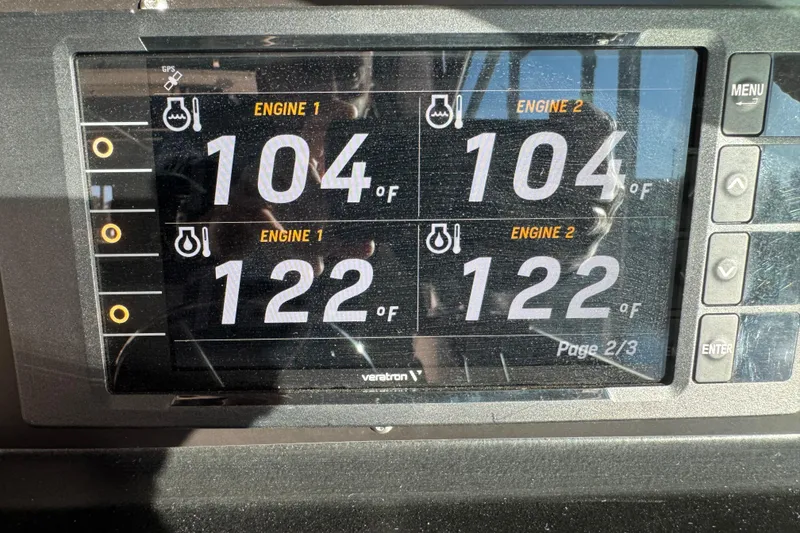 GPS
MENU
ENGINE 1 ENGINE 2
104°F 104°F
ENGINE 1 ENGINE 2
122°F 122°F
ENTER
Page 2/3
veratron